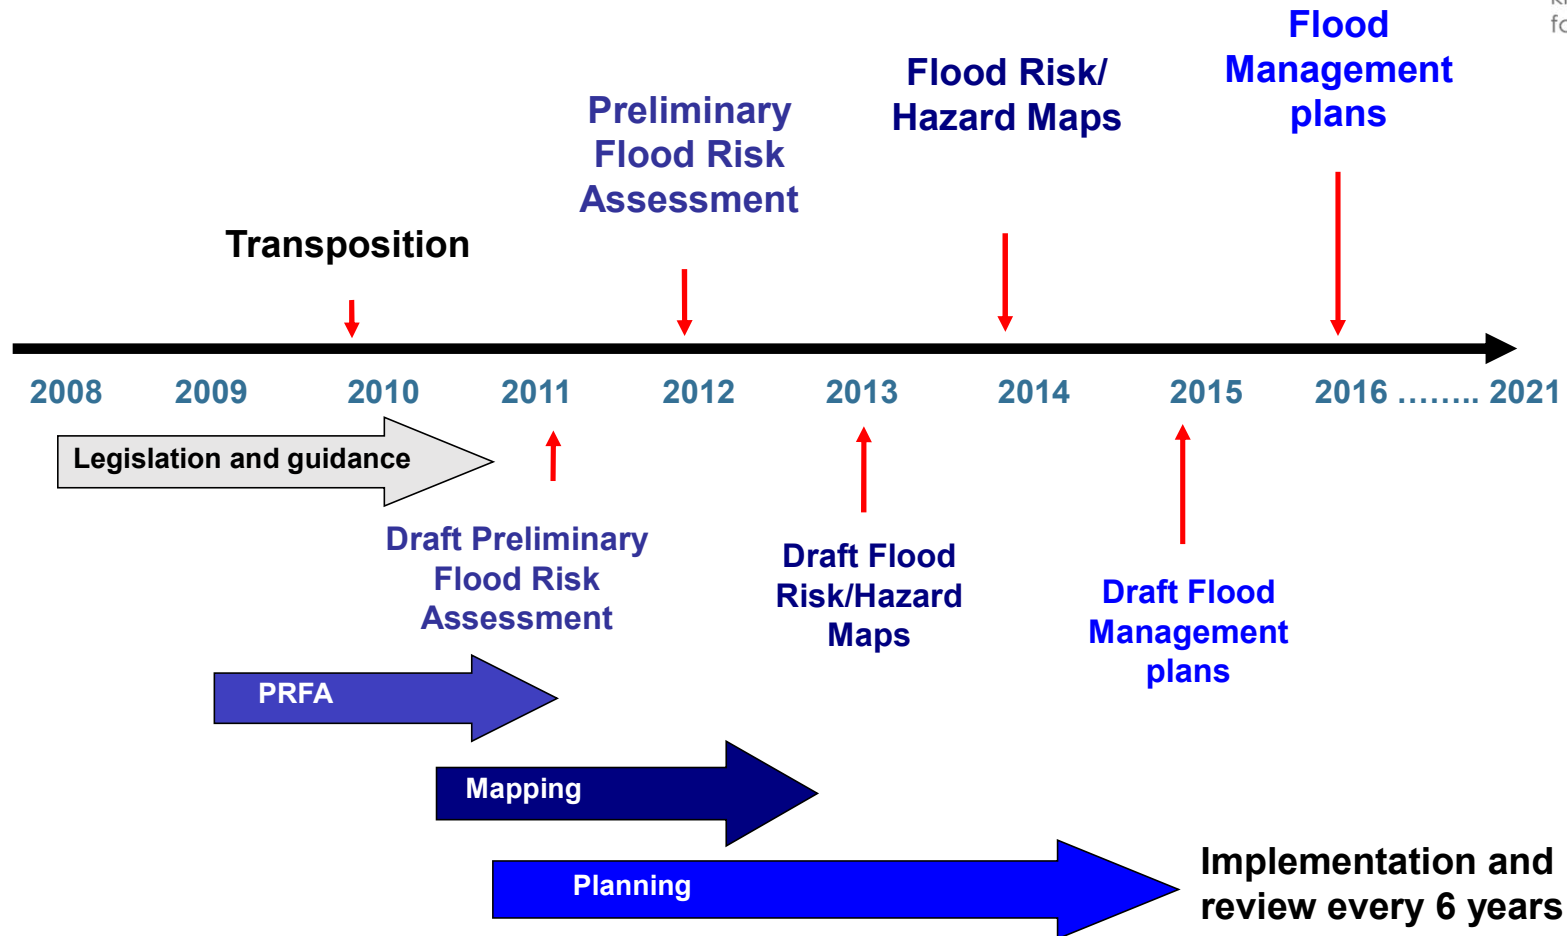 Flood
Management
plans
Flood Risk/
Hazard Maps
Preliminary
Flood Risk
Assessment
Transposition
2008 2009 2010 2011 2012 2013 2014 2015 2016 …….. 2021
Legislation and guidance
Draft Preliminary
Flood Risk
Assessment
Draft Flood
Risk/Hazard
Maps
Draft Flood
Management
plans
PRFA
Mapping
Planning
Implementation and
review every 6 years